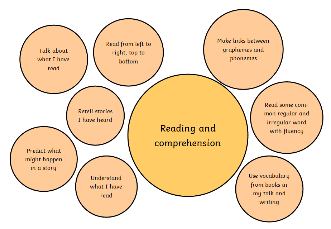 Talk about
what I have
read
Read from left to
right, top to
bottom
Make links between
graphemes and
phonemes
Retell stories
I have heard
Reading and
comprehension
Read some com-
mon regular and
irregular word
with fluency
Predict what
might happen
in a story
Understand
what I have
read
Use vocabulary
from books in
my talk and
writing